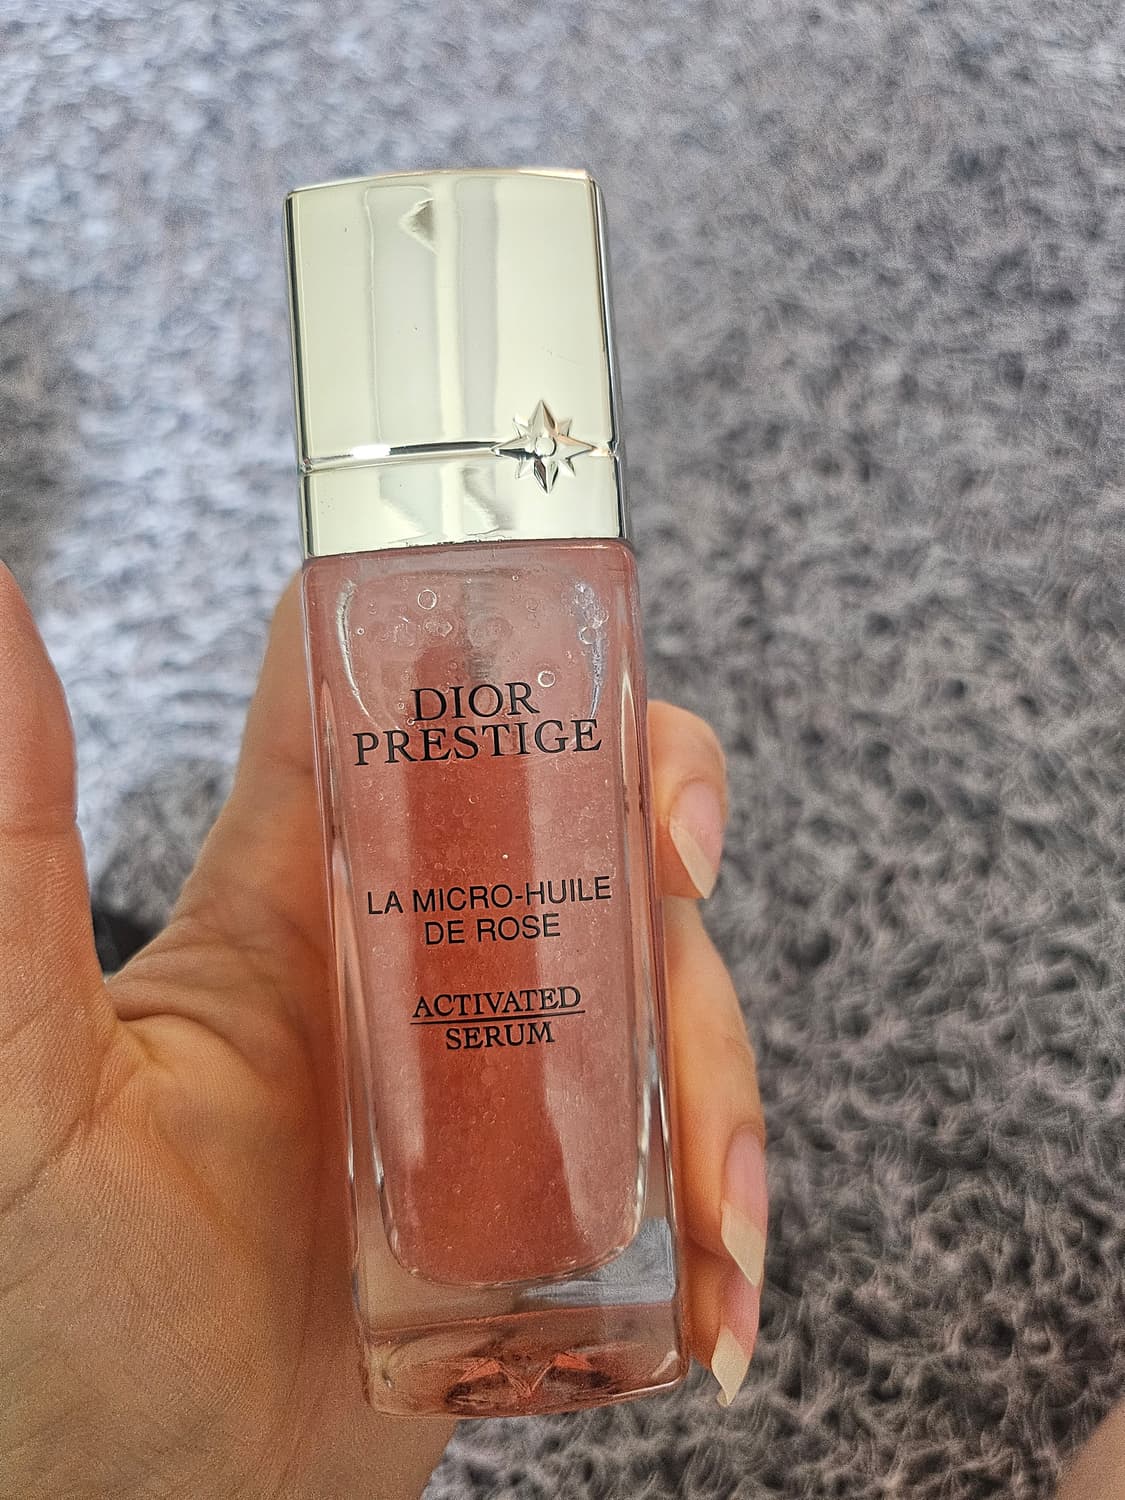 DIOR
PRESTIGE
LA MICRO-HUILE
DE ROSE
ACTIVATED
SERUM